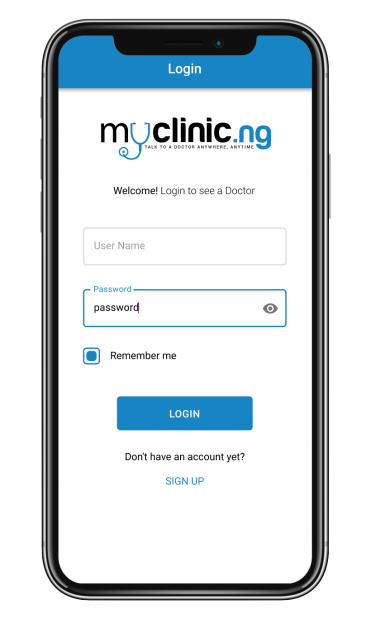 Login
myclinic.ng
TALK TO A DOCTOR ANYWHERE, ANYTIME
Welcome! Login to see a Doctor
User Name
Password
password
Remember me
LOGIN
Don't have an account yet?
SIGN UP